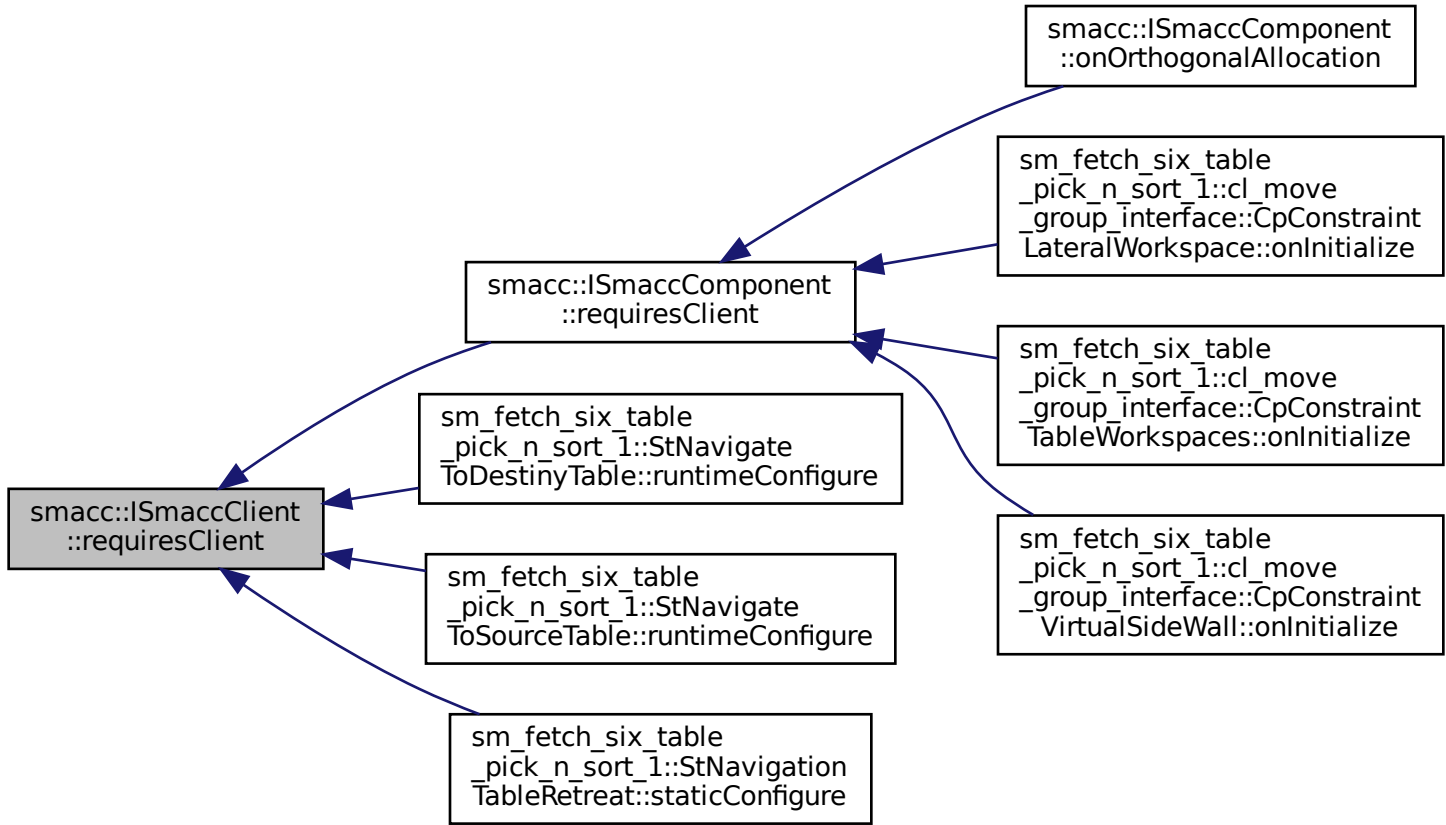 smacc::ISmaccClient
::requiresClient
smacc::ISmaccComponent
::requiresClient
smacc::ISmaccComponent
::onOrthogonalAllocation
sm_fetch_six_table
_pick_n_sort_1::cl_move
_group_interface::CpConstraint
LateralWorkspace::onInitialize
sm_fetch_six_table
_pick_n_sort_1::cl_move
_group_interface::CpConstraint
TableWorkspaces::onInitialize
sm_fetch_six_table
_pick_n_sort_1::cl_move
_group_interface::CpConstraint
VirtualSideWall::onInitialize
sm_fetch_six_table
_pick_n_sort_1::StNavigate
ToDestinyTable::runtimeConfigure
sm_fetch_six_table
_pick_n_sort_1::StNavigate
ToSourceTable::runtimeConfigure
sm_fetch_six_table
_pick_n_sort_1::StNavigation
TableRetreat::staticConfigure